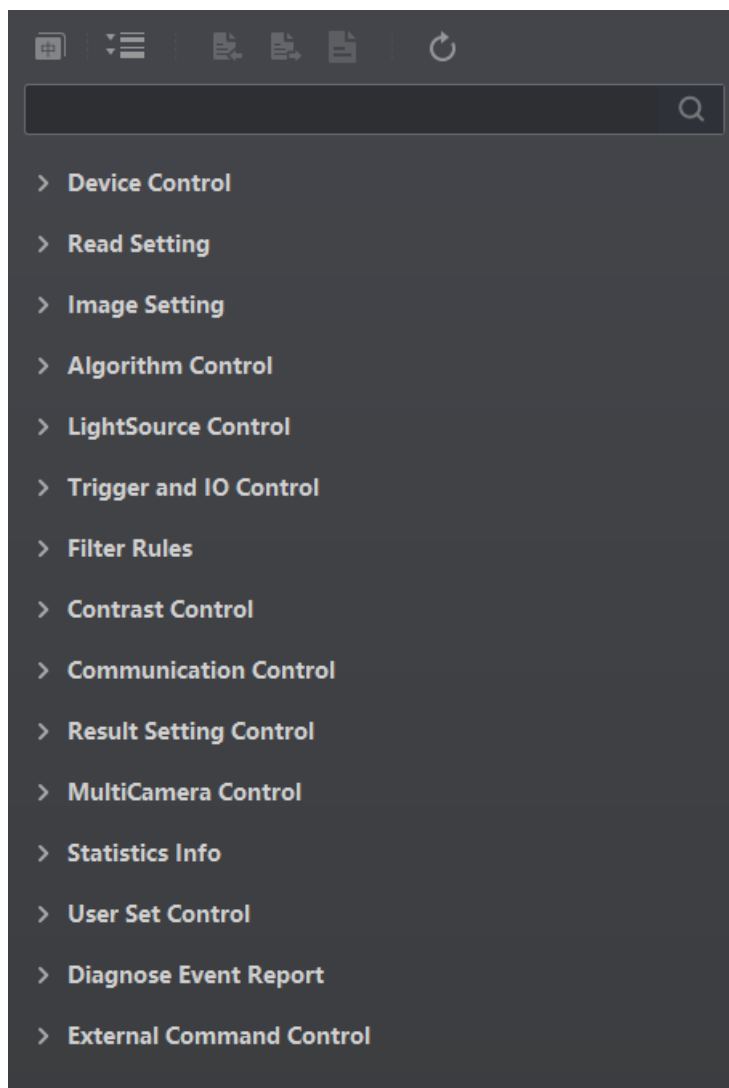 中
Device Control
Read Setting
Image Setting
Algorithm Control
LightSource Control
Trigger and IO Control
Filter Rules
Contrast Control
Communication Control
Result Setting Control
MultiCamera Control
Statistics Info
User Set Control
Diagnose Event Report
External Command Control